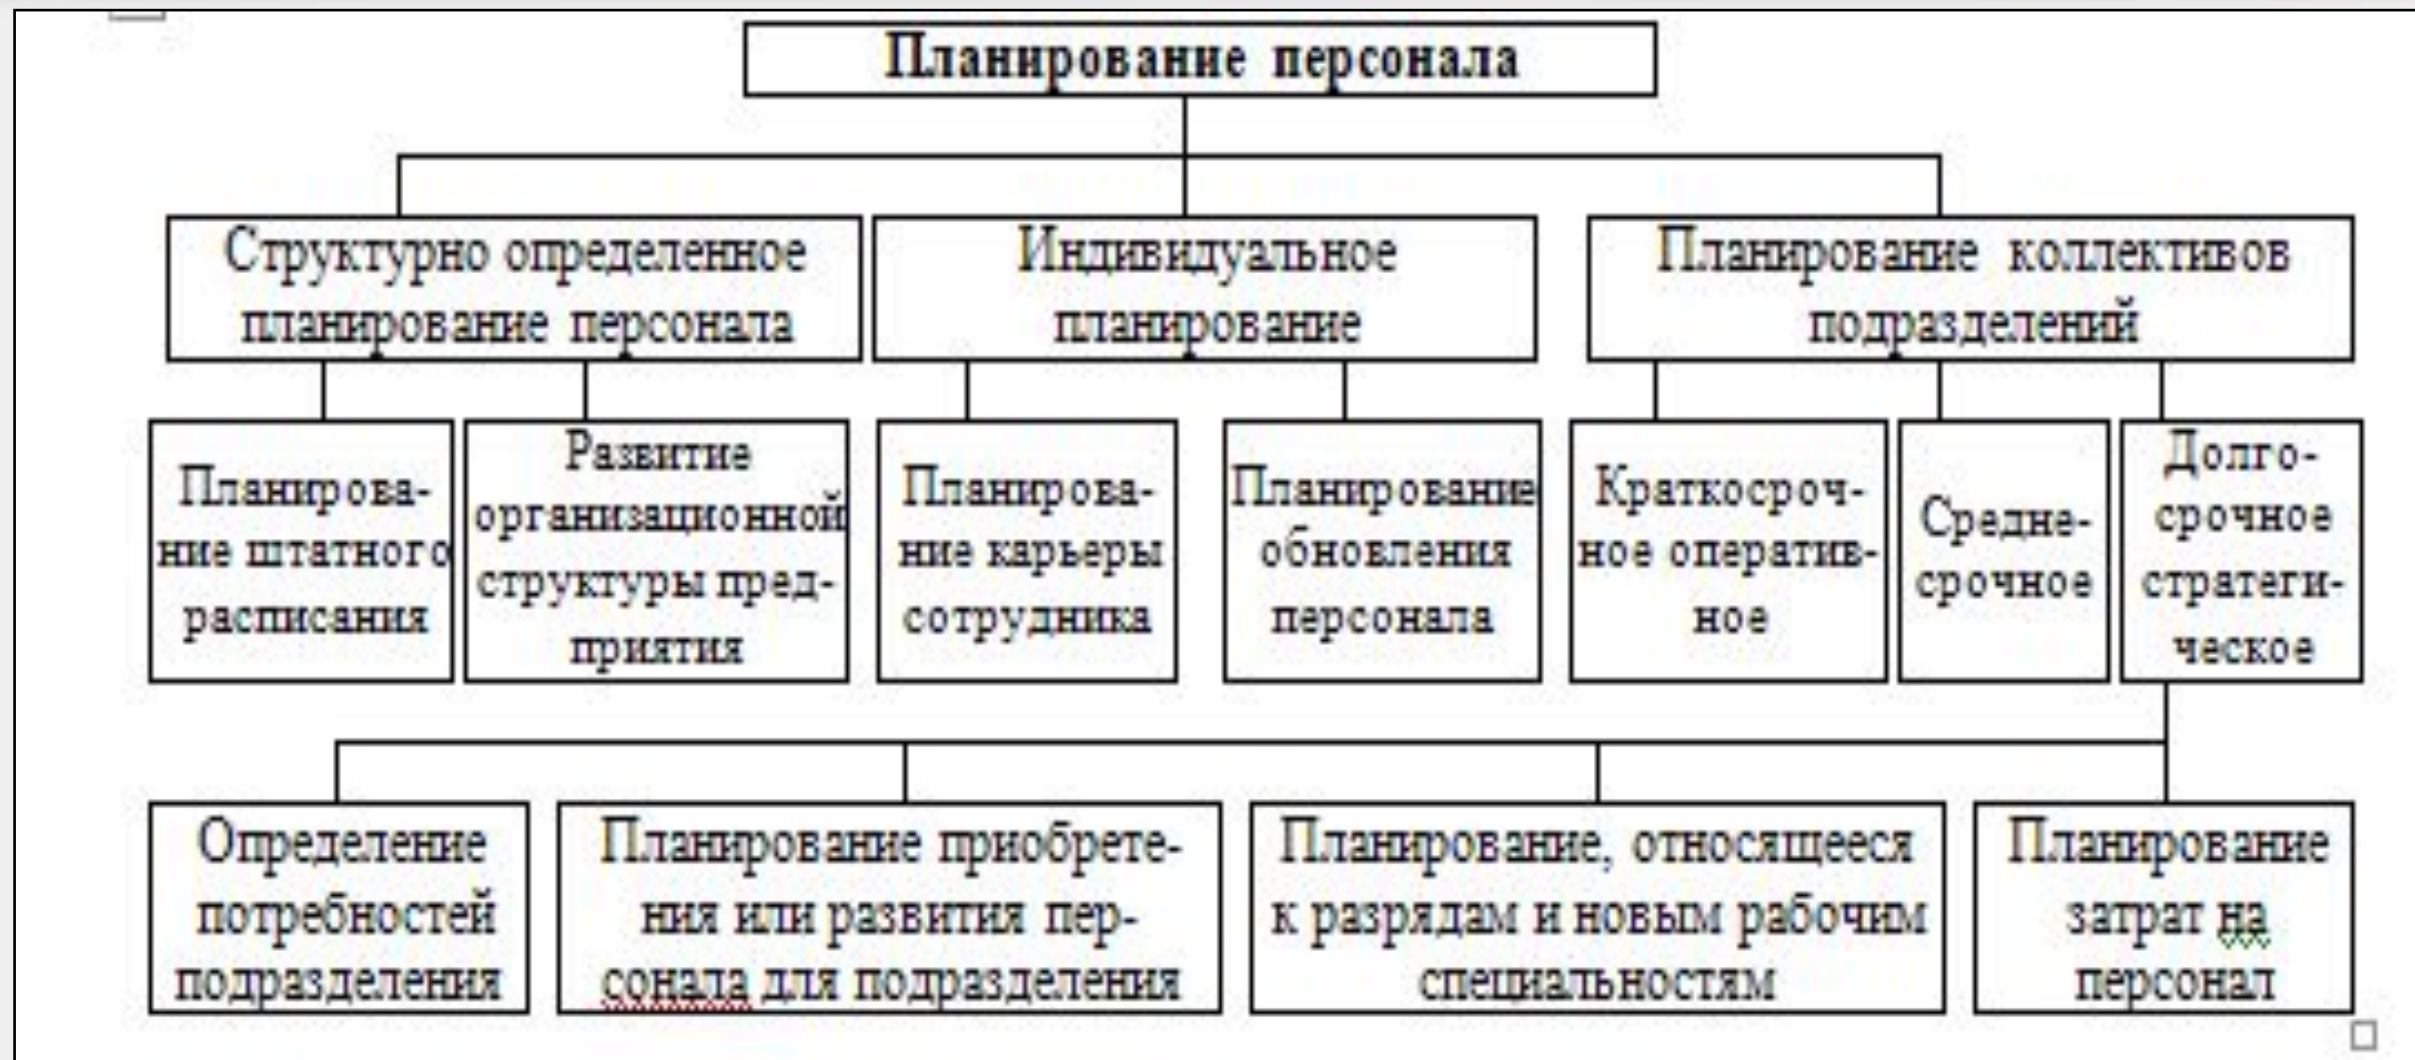 Планирование персонала
Структурно определенное
планирование персонала
Индивидуальное
планирование
Планирование коллективов
подразделений
Планирова-
ние штатного
расписания
Развитие
организационной
структуры пред-
приятия
Планирова-
ние карьеры
сотрудника
Планирование
обновления
персонала
Краткосроч-
ное оператив-
ное
Средне-
срочное
Долго-
срочное
стратеги-
ческое
Определение
потребностей
подразделения
Планирование приобрете-
ния или развития пер-
сонала для подразделения
Планирование, относящееся
к разрядам и новым рабочим
специальностям
Планирование
затрат на
персонал